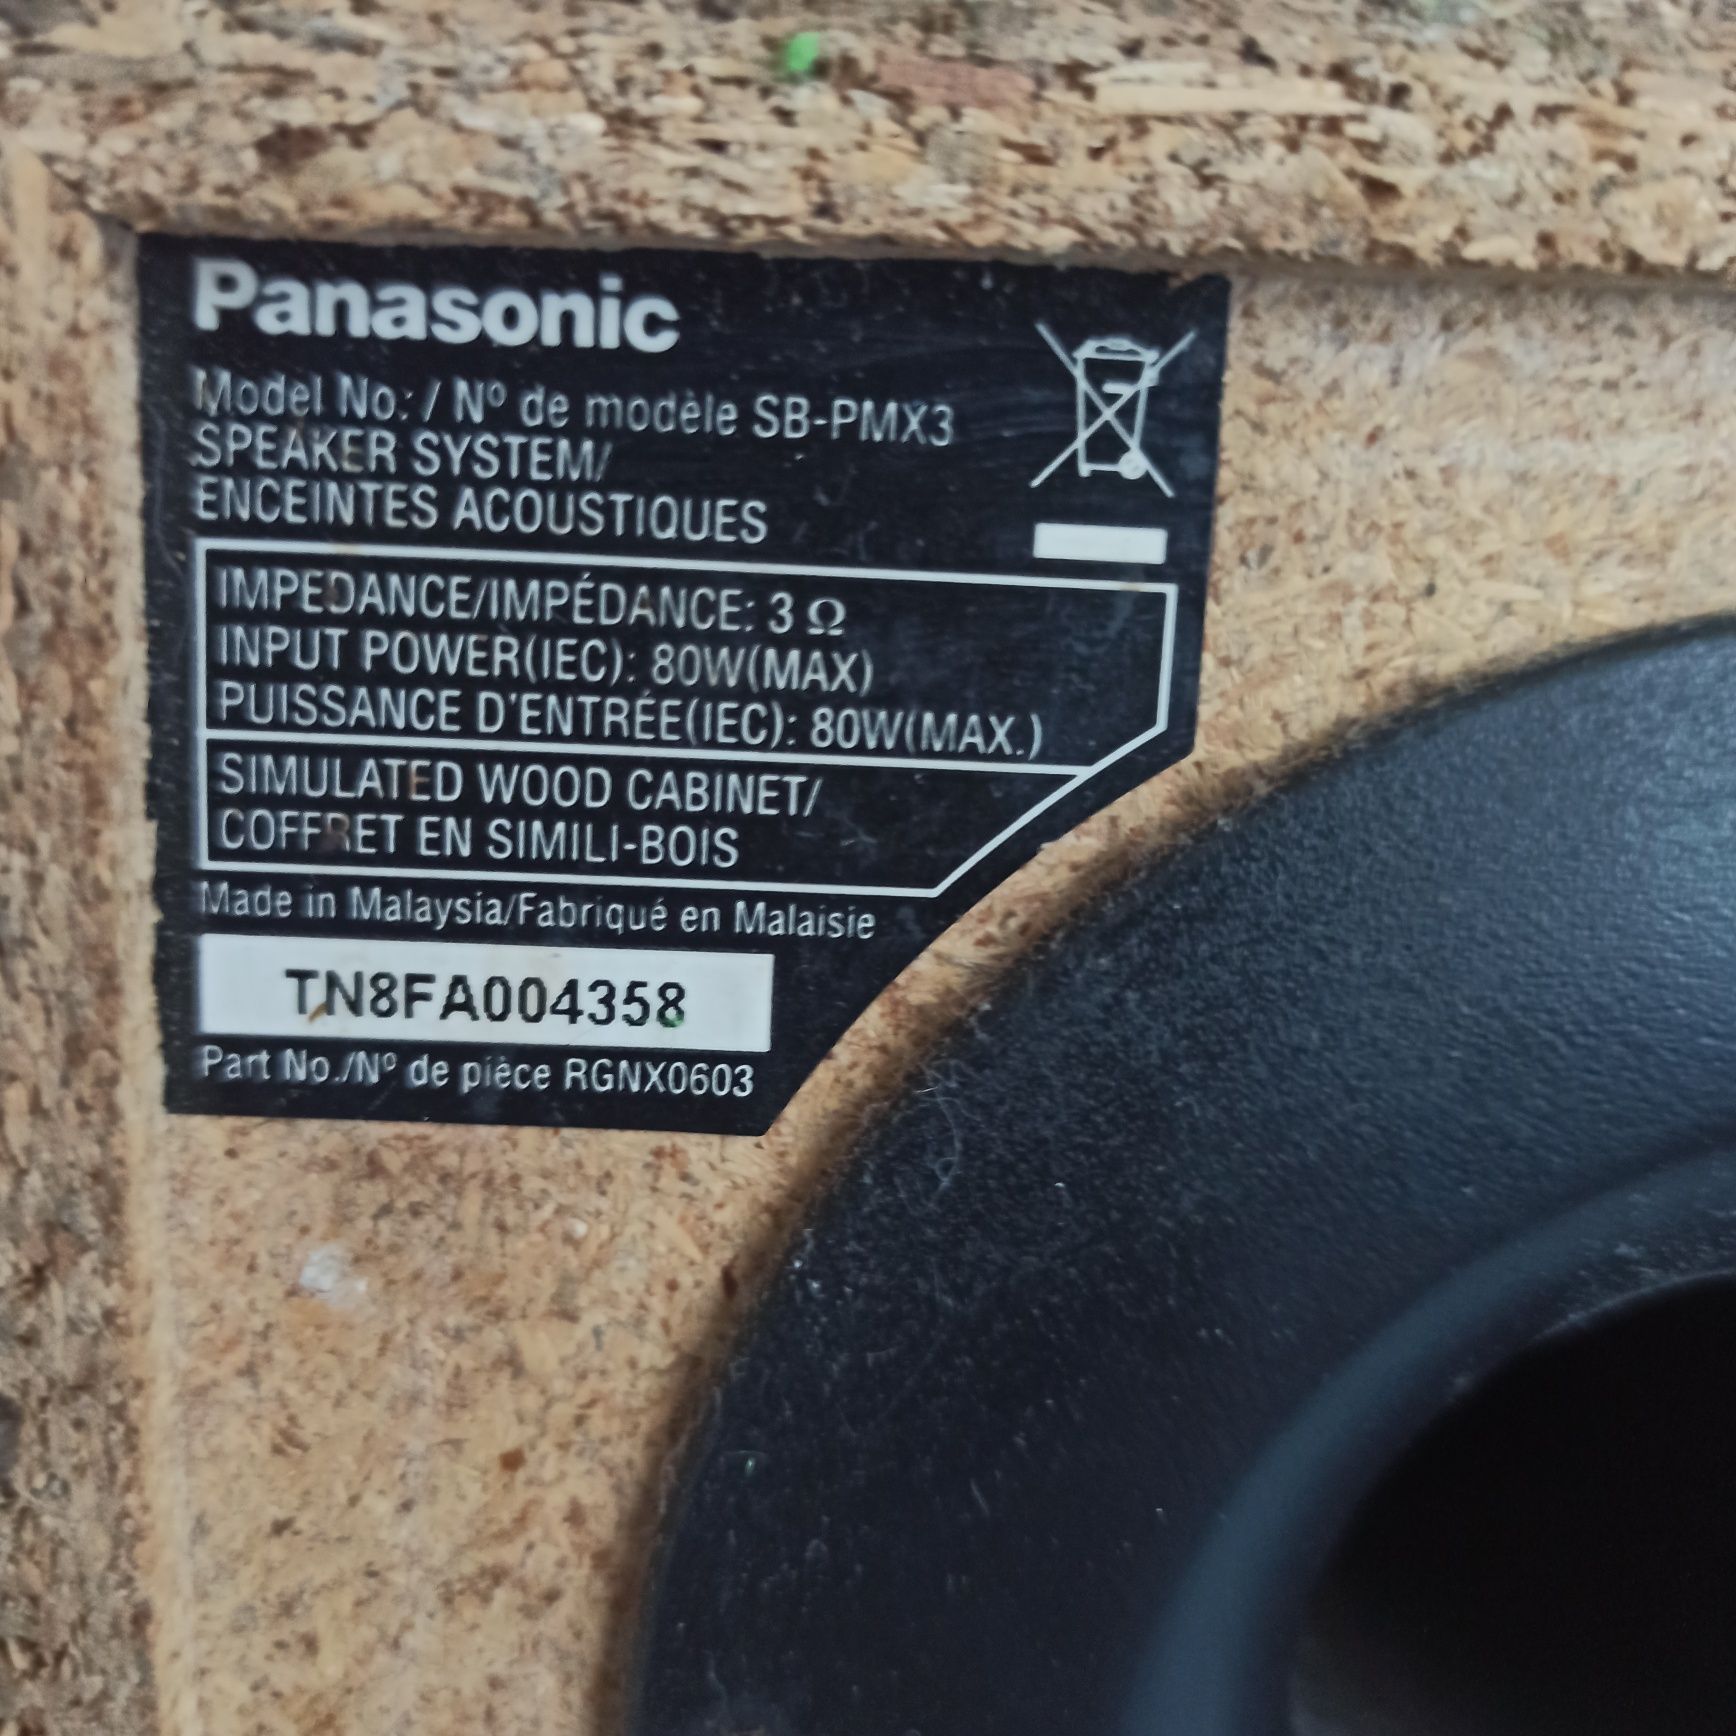 Panasonic
Model No.: / Nº de modèle SB-PMX3
SPEAKER SYSTEM/
ENCEINTES ACOUSTIQUES
IMPEDANCE/IMPÉDANCE: 3 Ω
INPUT POWER(IEC): 80W(MAX)
PUISSANCE D'ENTRÉE(IEC): 80W(MAX.)
SIMULATED WOOD CABINET/
COFFRET EN SIMILI-BOIS
Made in Malaysia/Fabriqué en Malaisie
TN8FA004358
Part No./Nº de pièce RGNX0603